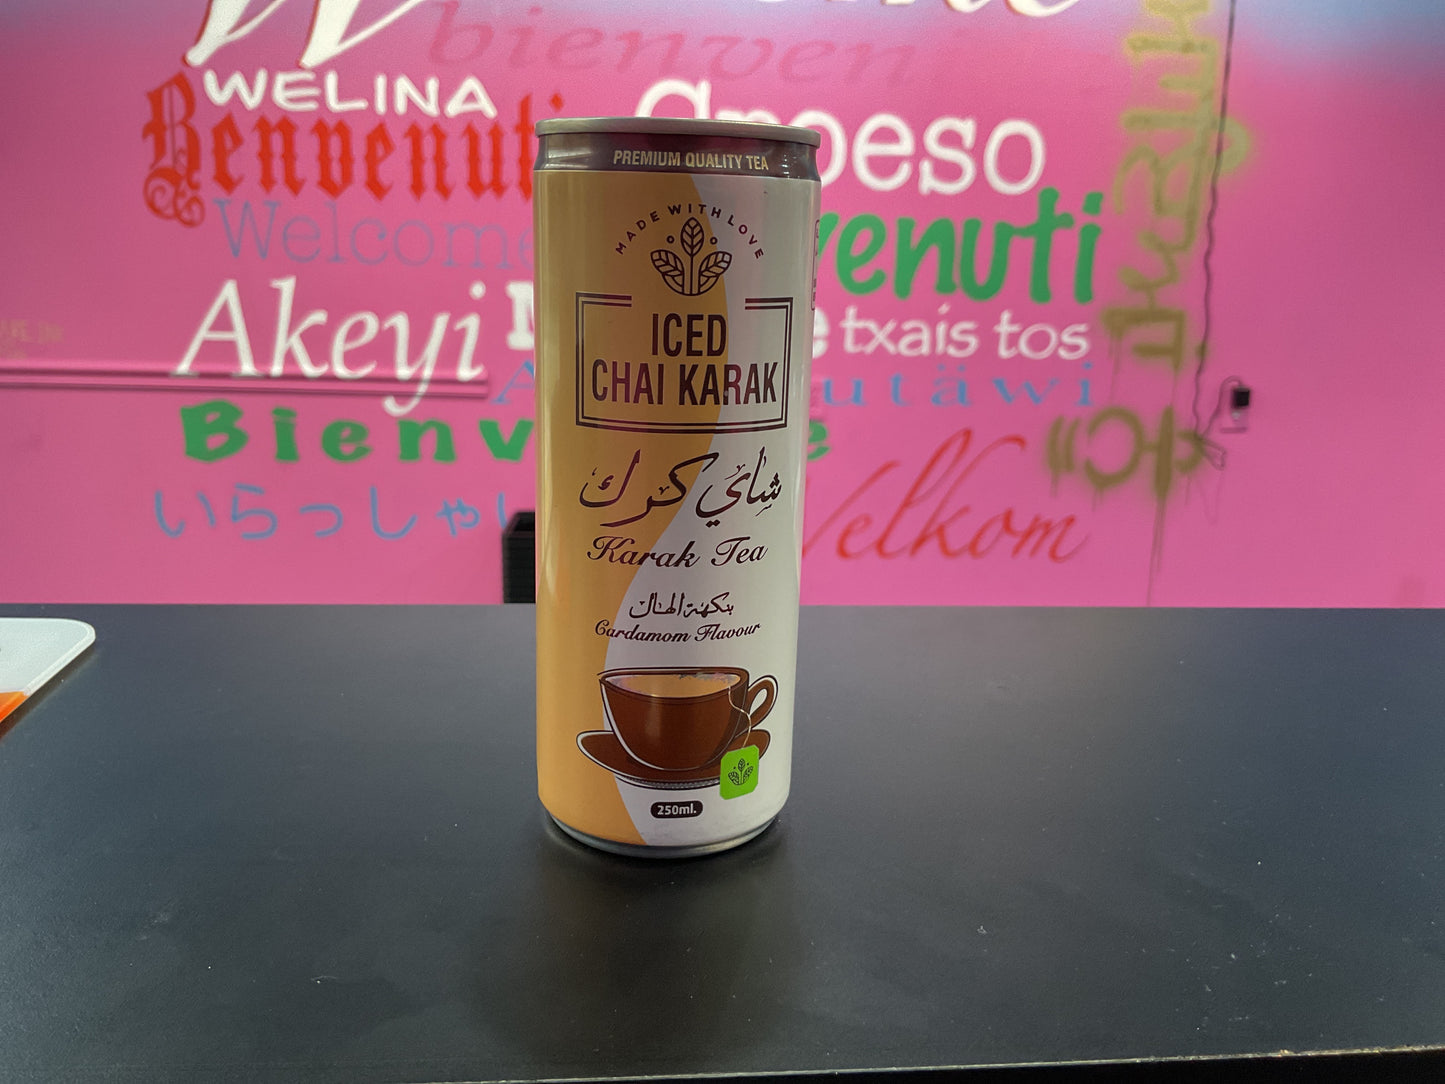 WELINA
bienven
Benvenuti
Croeso
Welcome
venuti
Akeyi
txais tos
utäwi
Bienv
e
いらっしゃい
Velkom
PREMIUM QUALITY TEA
MADE WITH LOVE
ICED
CHAI KARAK
شاي كرك
Karak Tea
بنكهة الهال
Cardamom Flavour
250ml.